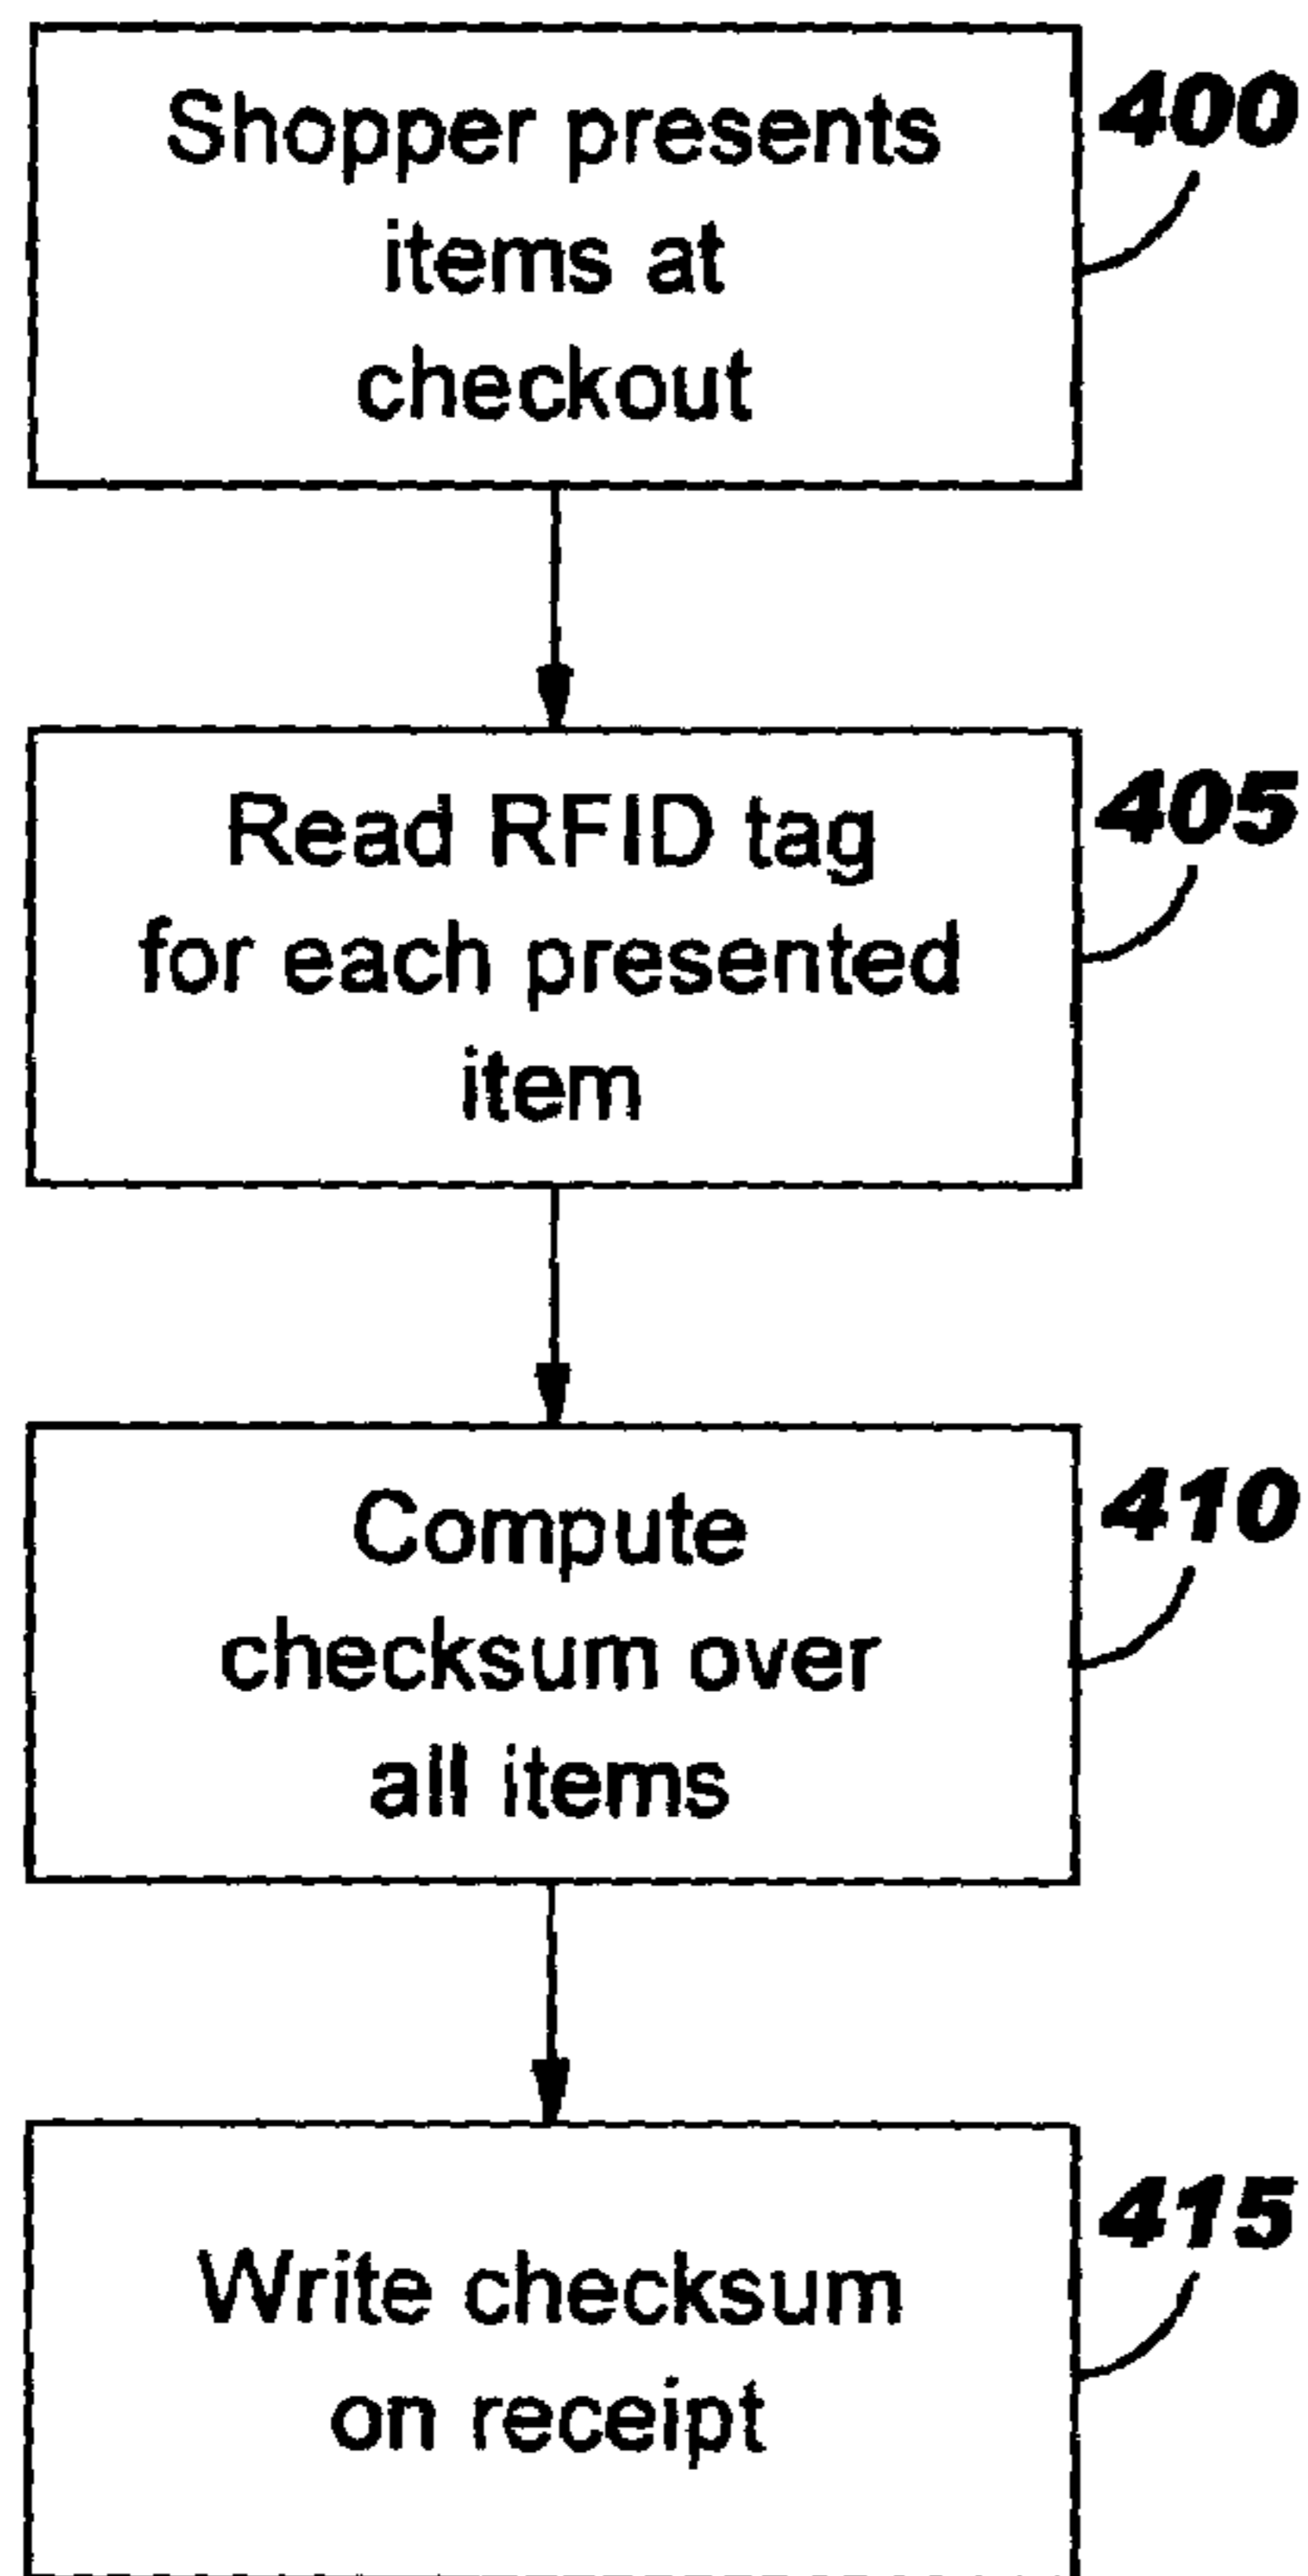 Shopper presents
items at
checkout
400
Read RFID tag
for each presented
item
405
Compute
checksum over
all items
410
Write checksum
on receipt
415